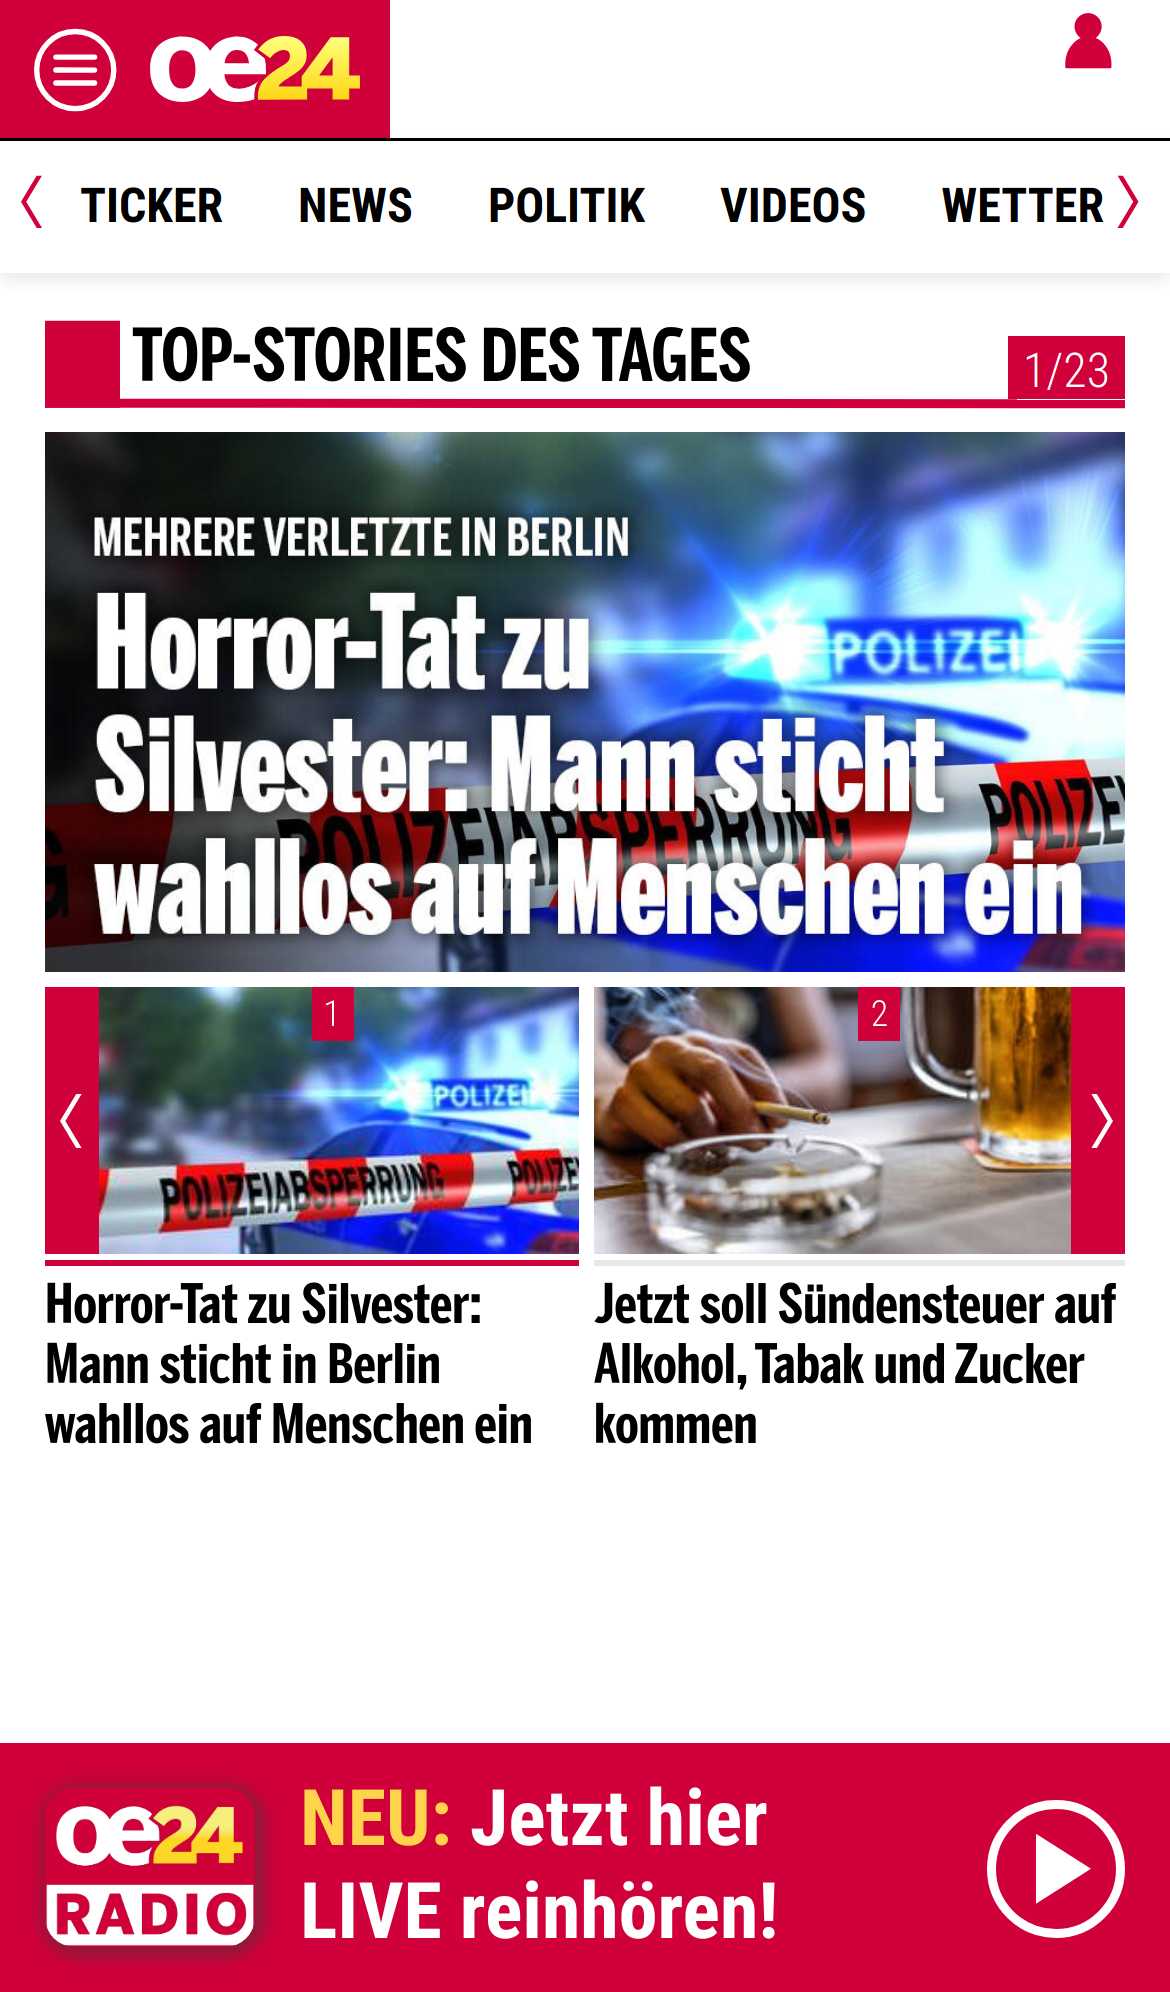 oe24
TICKER NEWS POLITIK VIDEOS WETTER
TOP-STORIES DES TAGES
1/23
POLIZEI
MEHRERE VERLETZTE IN BERLIN
Horror-Tat zu
Silvester: Mann sticht
wahllos auf Menschen ein
POLIZEIABSPERRUNG POLIZEI
1
2
POLIZEI
POLIZEIABSPERRUNG POLIZEI
Horror-Tat zu Silvester:
Mann sticht in Berlin
wahllos auf Menschen ein
Jetzt soll Sündensteuer auf
Alkohol, Tabak und Zucker
kommen
oe24
RADIO
NEU: Jetzt hier
LIVE reinhören!